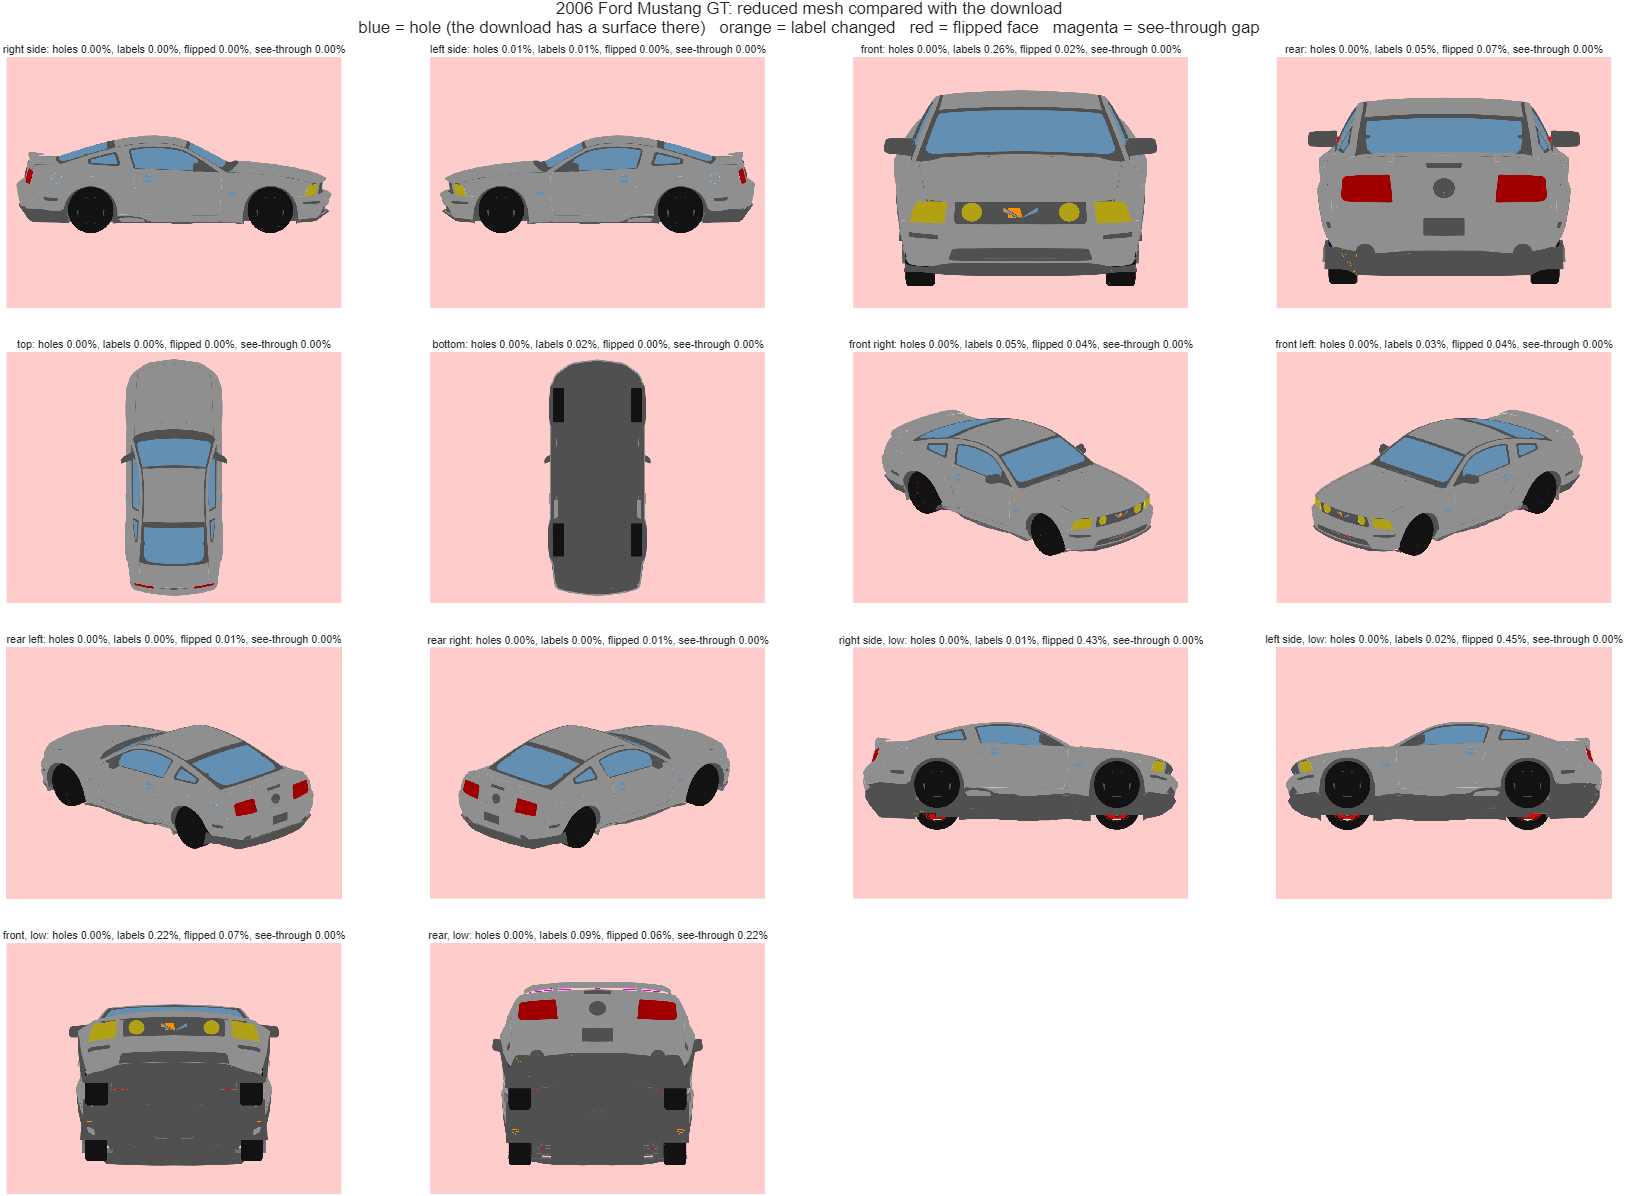 2006 Ford Mustang GT: reduced mesh compared with the download
blue = hole (the download has a surface there)   orange = label changed   red = flipped face   magenta = see-through gap
right side: holes 0.00%, labels 0.00%, flipped 0.00%, see-through 0.00%
left side: holes 0.01%, labels 0.01%, flipped 0.00%, see-through 0.00%
front: holes 0.00%, labels 0.26%, flipped 0.02%, see-through 0.00%
rear: holes 0.00%, labels 0.05%, flipped 0.07%, see-through 0.00%
top: holes 0.00%, labels 0.00%, flipped 0.00%, see-through 0.00%
bottom: holes 0.00%, labels 0.02%, flipped 0.00%, see-through 0.00%
front right: holes 0.00%, labels 0.05%, flipped 0.04%, see-through 0.00%
front left: holes 0.00%, labels 0.03%, flipped 0.04%, see-through 0.00%
rear left: holes 0.00%, labels 0.00%, flipped 0.01%, see-through 0.00%
rear right: holes 0.00%, labels 0.00%, flipped 0.01%, see-through 0.00%
right side, low: holes 0.00%, labels 0.01%, flipped 0.43%, see-through 0.00%
left side, low: holes 0.00%, labels 0.02%, flipped 0.45%, see-through 0.00%
front, low: holes 0.00%, labels 0.22%, flipped 0.07%, see-through 0.00%
rear, low: holes 0.00%, labels 0.09%, flipped 0.06%, see-through 0.22%